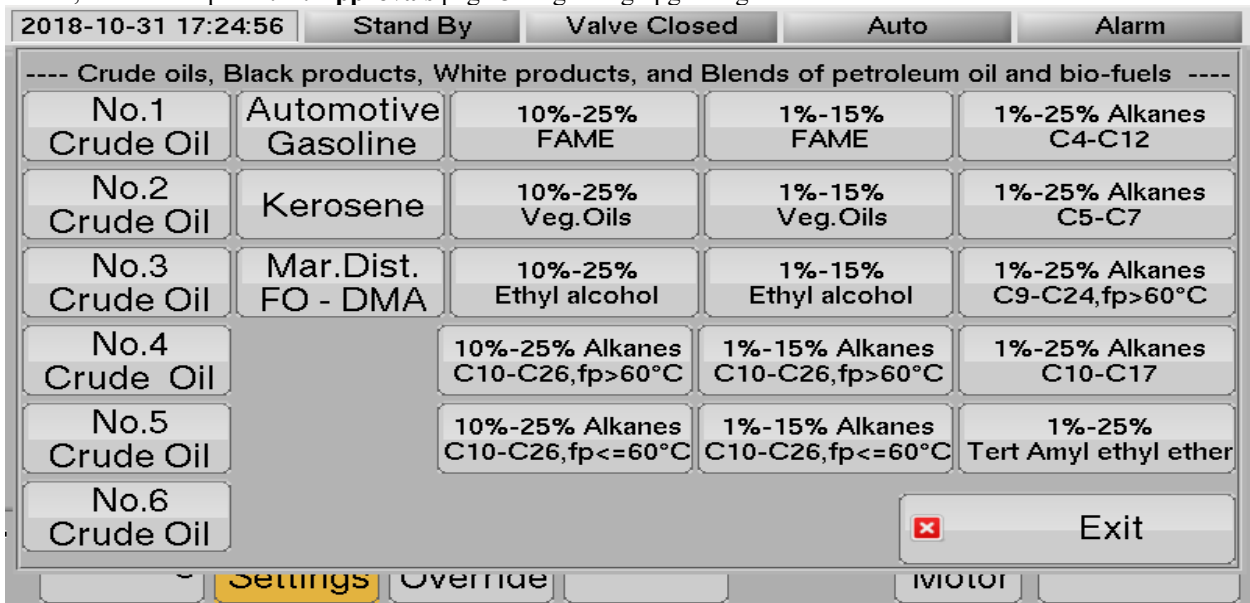 2018-10-31 17:24:56 Stand By Valve Closed Auto Alarm
---- Crude oils, Black products, White products, and Blends of petroleum oil and bio-fuels ----
No.1
Crude Oil
Automotive
Gasoline
10%-25%
FAME
1%-15%
FAME
1%-25% Alkanes
C4-C12
No.2
Crude Oil
Kerosene
10%-25%
Veg.Oils
1%-15%
Veg.Oils
1%-25% Alkanes
C5-C7
No.3
Crude Oil
Mar.Dist.
FO - DMA
10%-25%
Ethyl alcohol
1%-15%
Ethyl alcohol
1%-25% Alkanes
C9-C24,fp>60°C
No.4
Crude Oil
10%-25% Alkanes
C10-C26,fp>60°C
1%-15% Alkanes
C10-C26,fp>60°C
1%-25% Alkanes
C10-C17
No.5
Crude Oil
10%-25% Alkanes
C10-C26,fp<=60°C
1%-15% Alkanes
C10-C26,fp<=60°C
1%-25%
Tert Amyl ethyl ether
No.6
Crude Oil
Exit
Settings Override Motor